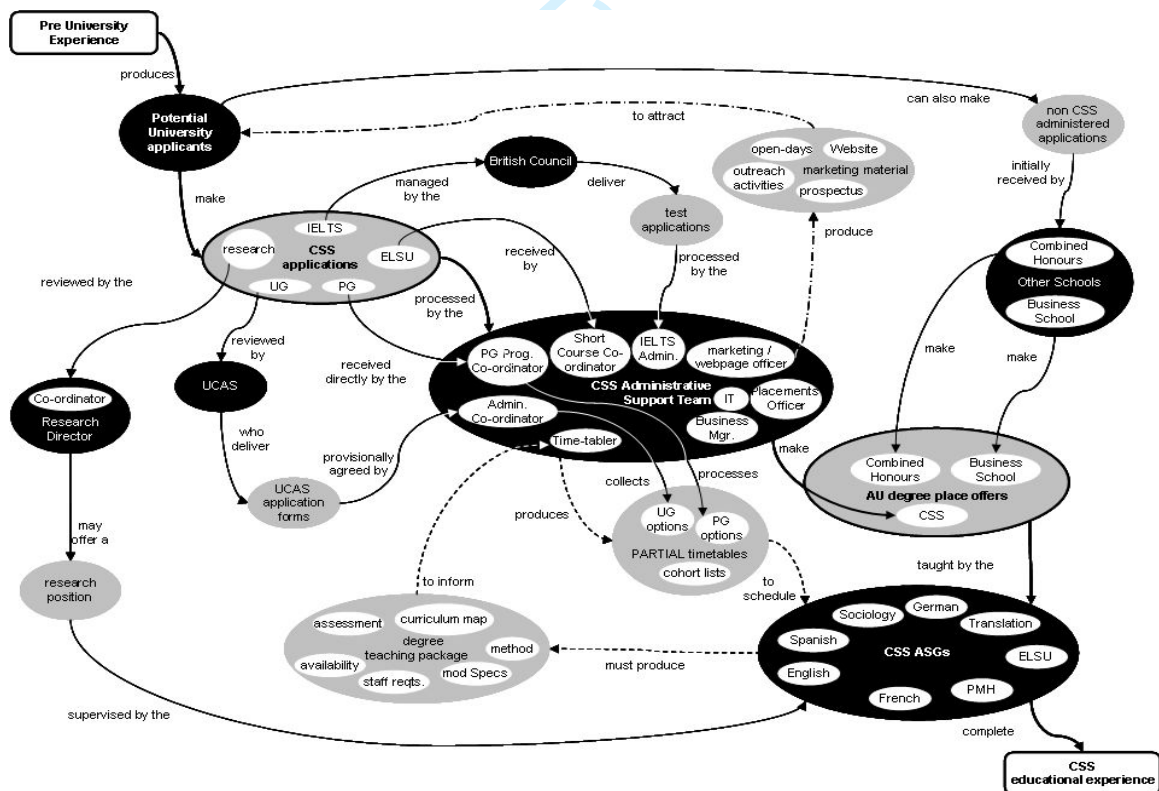 Pre University
Experience
produces
Potential
University
applicants
can also make
non CSS
administered
applications
to attract
open-days
Website
outreach
activities
marketing material
prospectus
British Council
managed
by the
deliver
initially
received by
make
test
applications
produce
IELTS
research
CSS
applications
ELSU
UG
PG
received
by
processed
by the
Combined
Honours
Other Schools
Business
School
reviewed by the
processed
by the
reviewed
by
received
directly by the
PG Prog.
Co-ordinator
Short
Course Co-
ordinator
IELTS
Admin.
marketing /
webpage officer
CSS Administrative
Support Team
IT
Placements
Officer
Admin.
Co-ordinator
Business
Mgr.
Time-tabler
make
make
UCAS
Co-ordinator
Research
Director
who
deliver
provisionally
agreed by
make
collects
processes
Combined
Honours
Business
School
AU degree place offers
CSS
UCAS
application
forms
produces
UG
options
PG
options
PARTIAL timetables
cohort lists
may
offer a
taught by the
research
position
to inform
to
schedule
assessment
curriculum map
degree
teaching package
method
availability
mod Specs
staff reqts.
must produce
Sociology
German
Translation
Spanish
CSS ASGs
ELSU
English
French
PMH
supervised by the
complete
CSS
educational experience